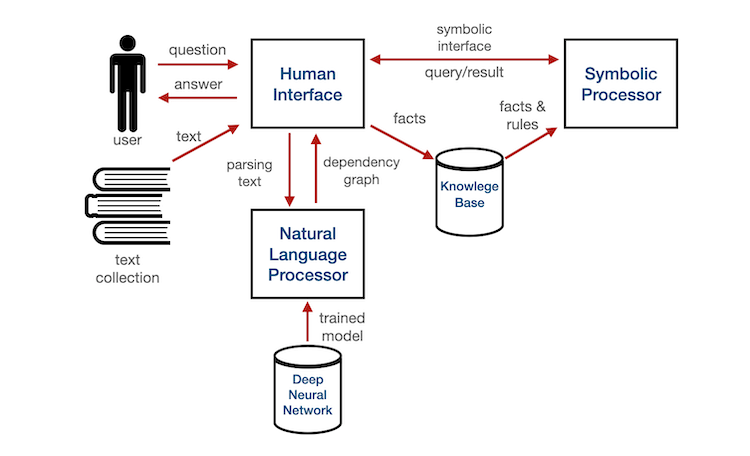 question
answer
user
text
text
collection
Human
Interface
symbolic
interface
query/result
Symbolic
Processor
facts
facts &
rules
parsing
text
dependency
graph
Knowlege
Base
Natural
Language
Processor
trained
model
Deep
Neural
Network